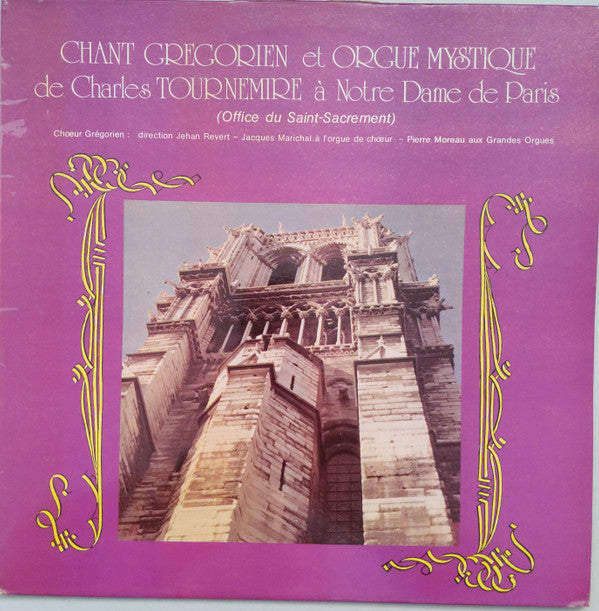 CHANT GREGORIEN et ORGUE MYSTIQUE
de Charles TOURNEMIRE à Notre Dame de Paris
(Office du Saint-Sacrement)
Chœur Grégorien : direction Jehan Revert – Jacques Marichal à l'orgue de chœur – Pierre Moreau aux Grandes Orgues